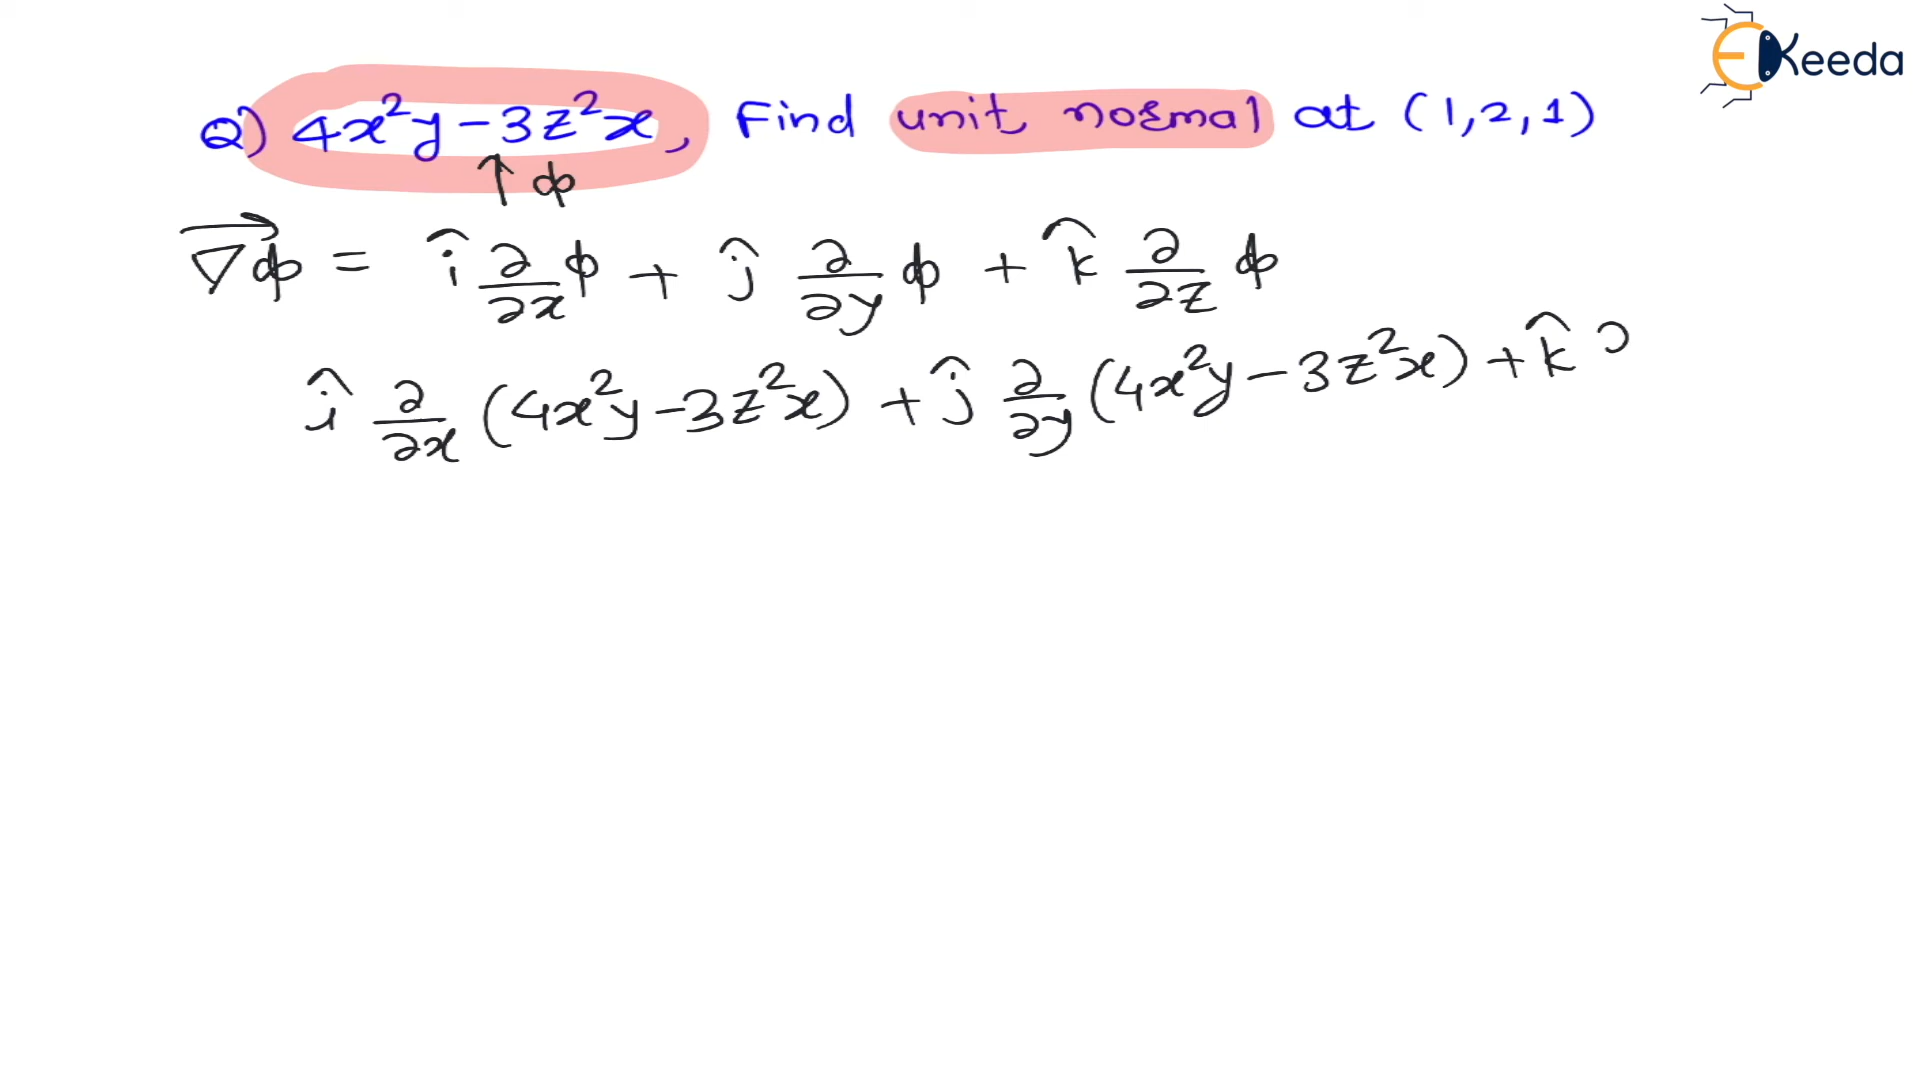 EKeeda
Q) 4x²y - 3z²x, Find unit normal at (1,2,1)
↑ ϕ
∇ϕ = î ∂/∂x ϕ + ĵ ∂/∂y ϕ + k̂ ∂/∂z ϕ
î ∂/∂x (4x²y - 3z²x) + ĵ ∂/∂y (4x²y - 3z²x) + k̂